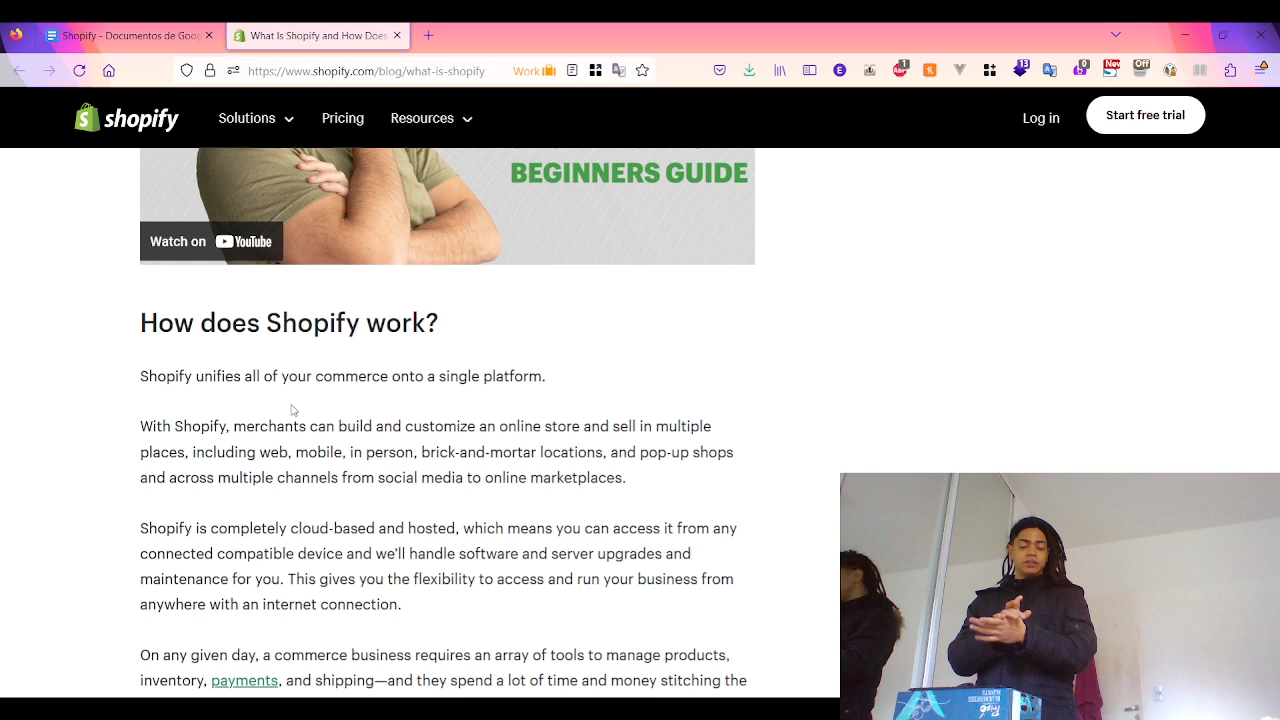 Shopify - Documentos de Goog
What Is Shopify and How Does
https://www.shopify.com/blog/what-is-shopify
Work
1
13
0
New
Off
shopify
Solutions
Pricing
Resources
Log in
Start free trial
BEGINNERS GUIDE
Watch on YouTube
How does Shopify work?
Shopify unifies all of your commerce onto a single platform.
With Shopify, merchants can build and customize an online store and sell in multiple
places, including web, mobile, in person, brick-and-mortar locations, and pop-up shops
and across multiple channels from social media to online marketplaces.
Shopify is completely cloud-based and hosted, which means you can access it from any
connected compatible device and we'll handle software and server upgrades and
maintenance for you. This gives you the flexibility to access and run your business from
anywhere with an internet connection.
On any given day, a commerce business requires an array of tools to manage products,
inventory, payments, and shipping—and they spend a lot of time and money stitching the